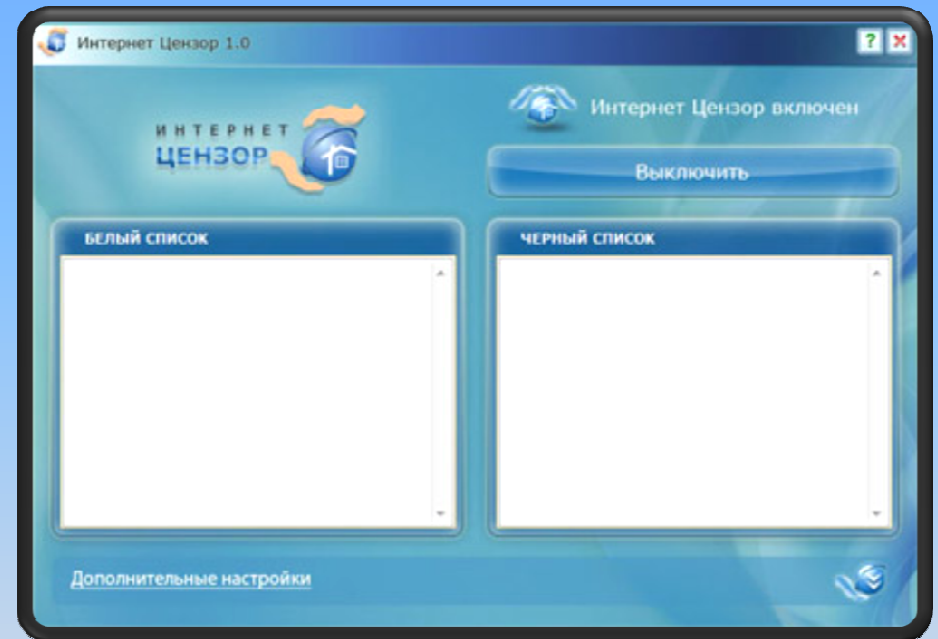 Интернет Цензор 1.0
?
ИНТЕРНЕТ
ЦЕНЗОР
Интернет Цензор включен
Выключить
БЕЛЫЙ СПИСОК
ЧЕРНЫЙ СПИСОК
Дополнительные настройки